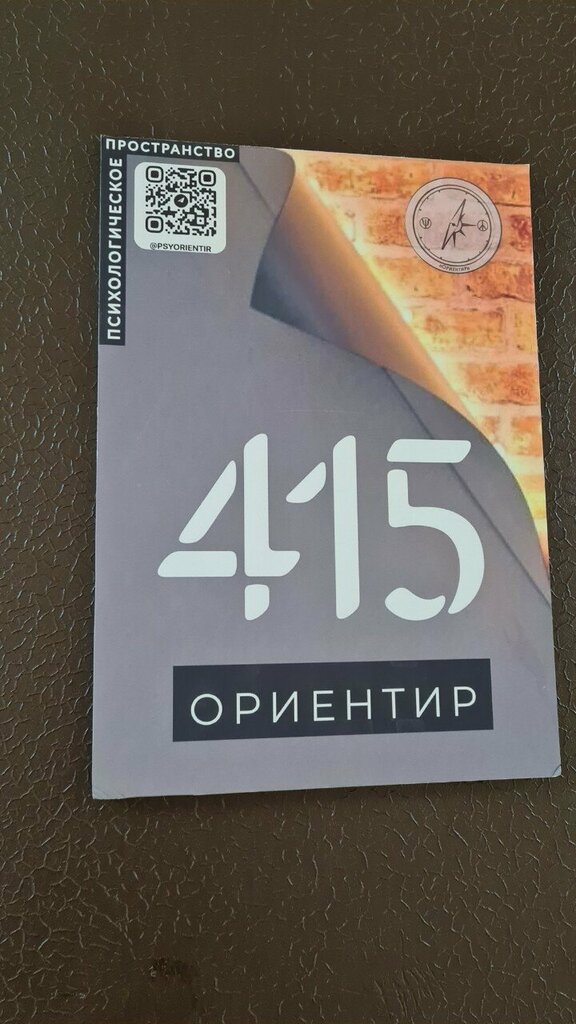 ПСИХОЛОГИЧЕСКОЕ
ПРОСТРАНСТВО
@PSYORIENTIR
415
ОРИЕНТИР